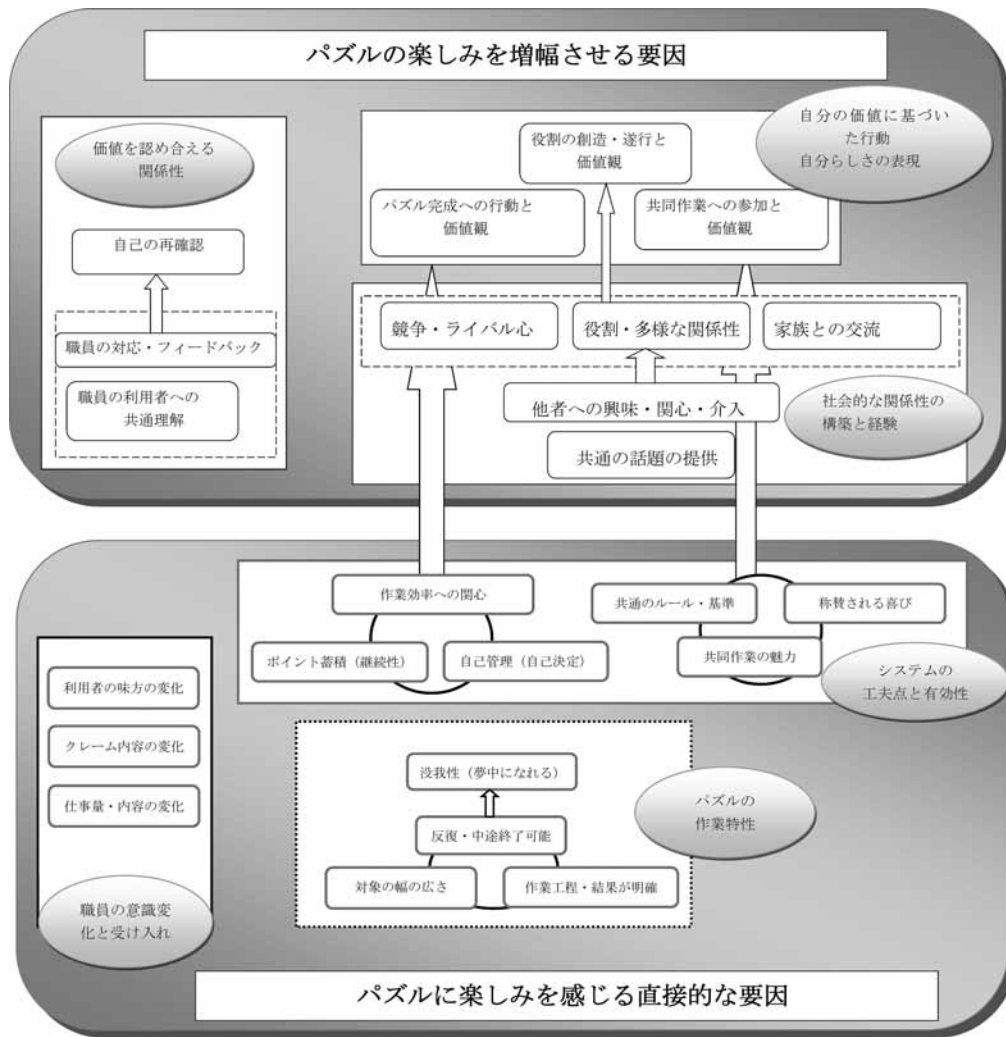 パズルの楽しみを増幅させる要因
価値を認め合える
関係性
自己の再確認
職員の対応・フィードバック
職員の利用者への
共通理解
自分の価値に基づい
た行動
自分らしさの表現
役割の創造・遂行と
価値観
パズル完成への行動と
価値観
共同作業への参加と
価値観
競争・ライバル心
役割・多様な関係性
家族との交流
他者への興味・関心・介入
共通の話題の提供
社会的な関係性の
構築と経験
作業効率への関心
ポイント蓄積（継続性）
自己管理（自己決定）
共通のルール・基準
称賛される喜び
共同作業の魅力
システムの
工夫点と有効性
利用者の味方の変化
クレーム内容の変化
仕事量・内容の変化
職員の意識変
化と受け入れ
没我性（夢中になれる）
反復・中途終了可能
対象の幅の広さ
作業工程・結果が明確
パズルの
作業特性
パズルに楽しみを感じる直接的な要因